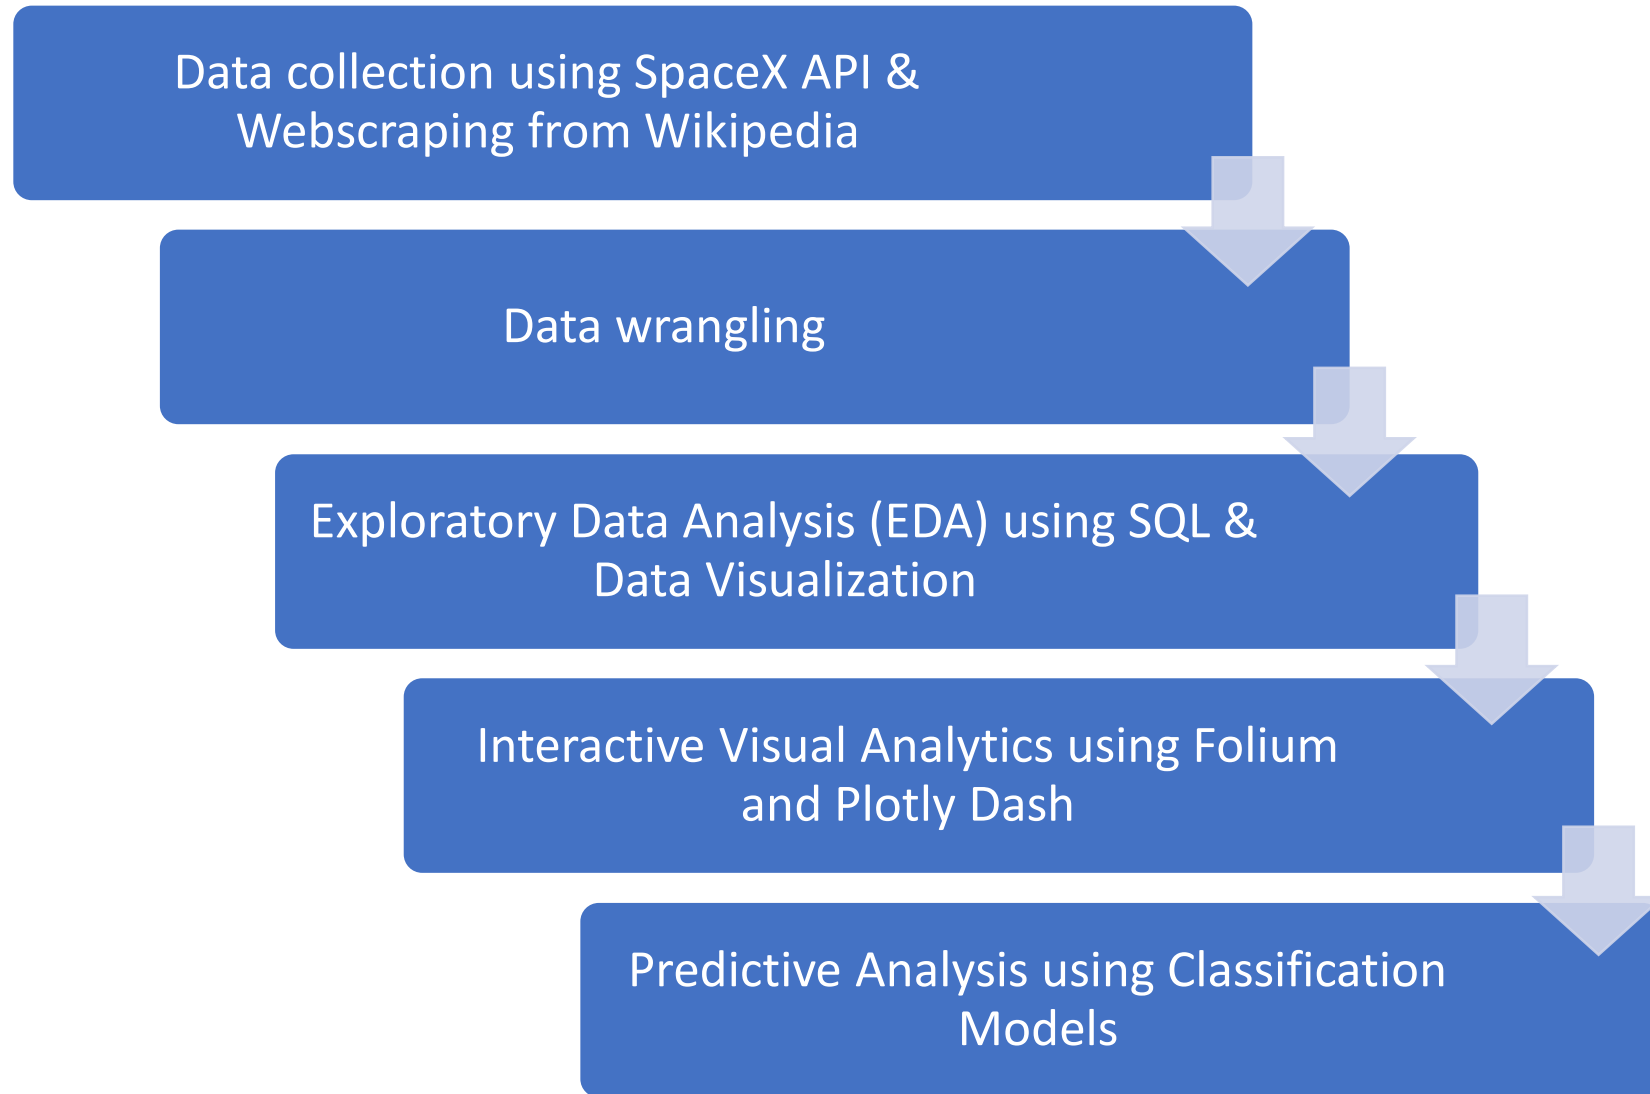 Data collection using SpaceX API &
Webscraping from Wikipedia
Data wrangling
Exploratory Data Analysis (EDA) using SQL &
Data Visualization
Interactive Visual Analytics using Folium
and Plotly Dash
Predictive Analysis using Classification
Models